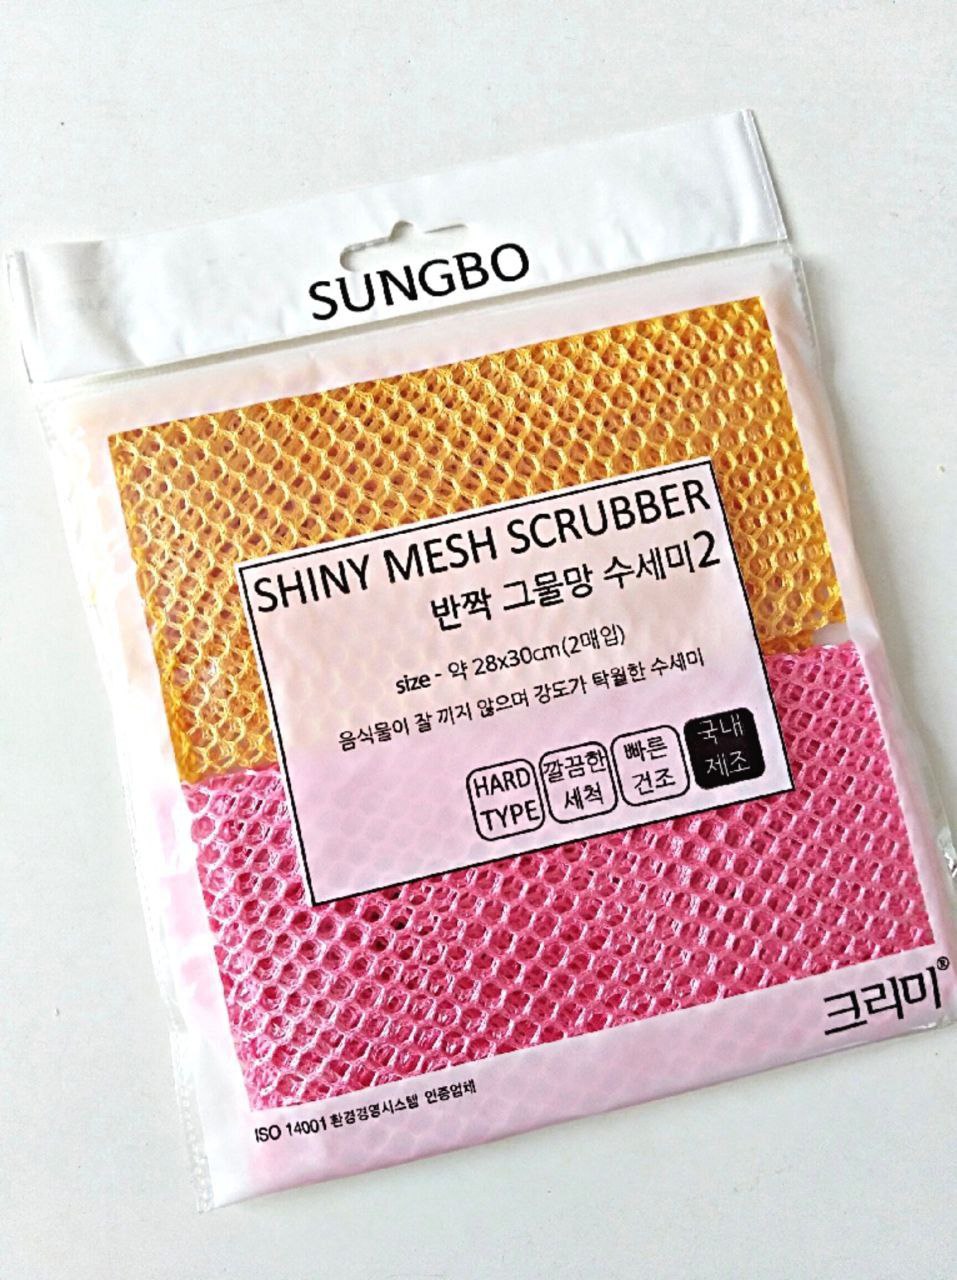 SUNGBO
SHINY MESH SCRUBBER
반짝 그물망 수세미2
size - 약 28x30cm(2매입)
음식물이 잘 끼지 않으며 강도가 탁월한 수세미
HARD
TYPE
깔끔한
세척
빠른
건조
국내
제조
크리미®
ISO 14001 환경경영시스템 인증업체